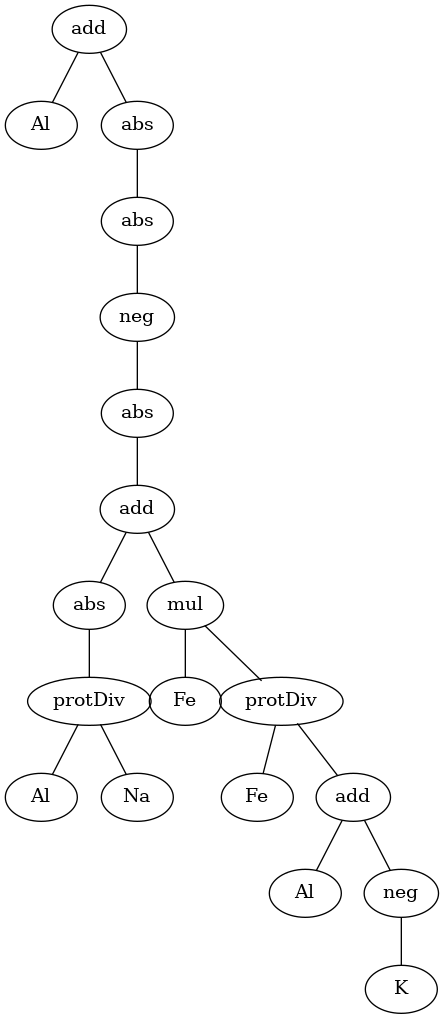 add
Al abs
abs
neg
abs
add
abs mul
protDiv Fe protDiv
Al Na Fe add
Al neg
K